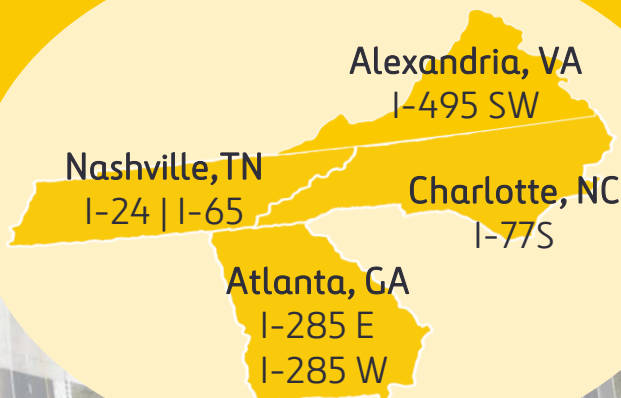 Alexandria, VA
I-495 SW
Nashville,TN
I-24 | I-65
Charlotte, NC
I-77S
Atlanta, GA
I-285 E
I-285 W